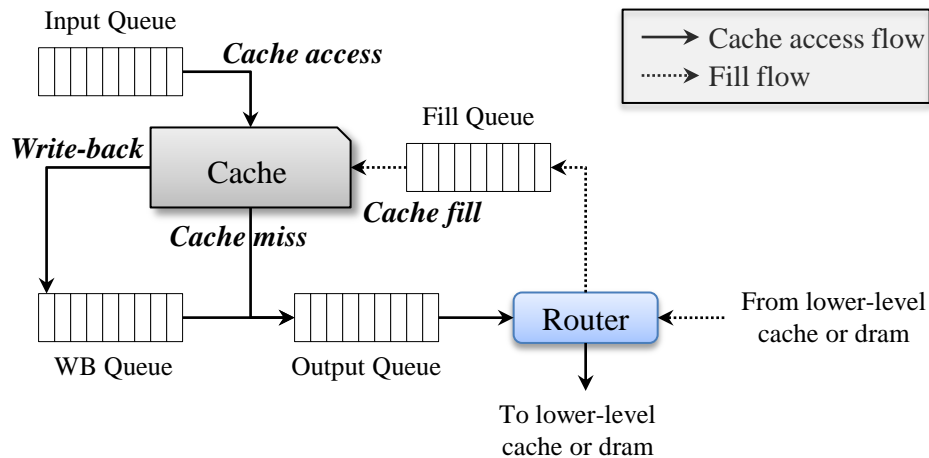 Input Queue
Cache access
Cache access flow
Fill flow
Fill Queue
Write-back
Cache
Cache fill
Cache miss
From lower-level
cache or dram
Router
WB Queue
Output Queue
To lower-level
cache or dram